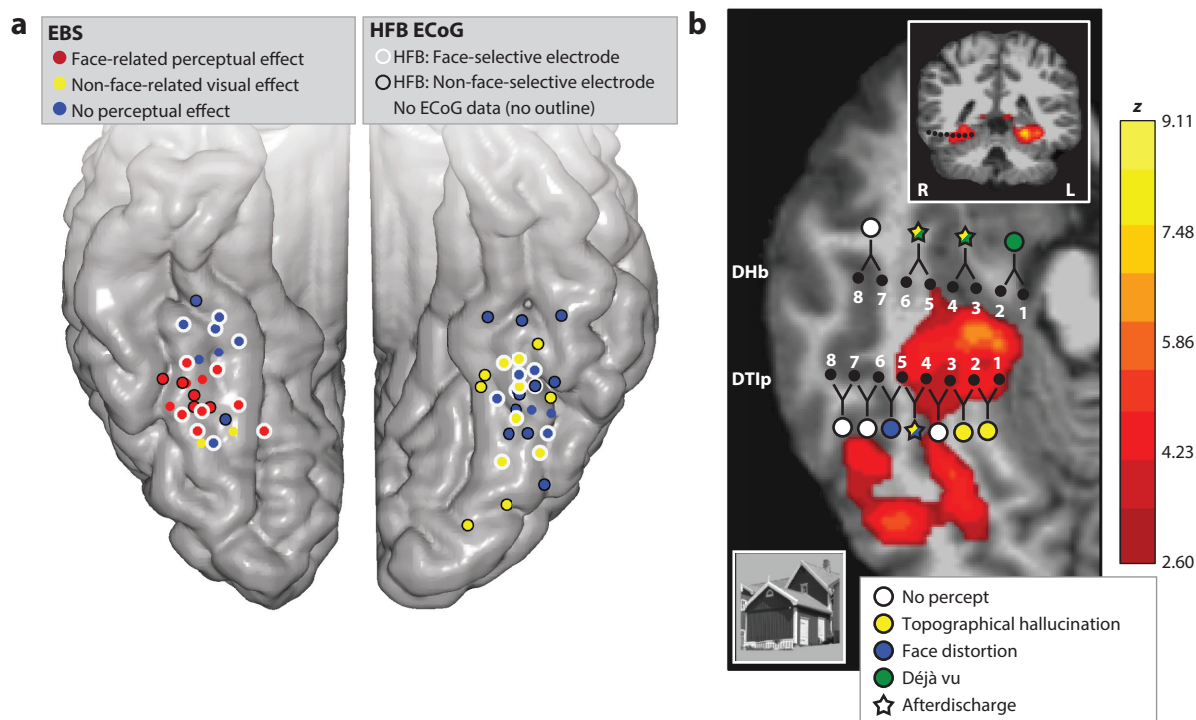 a
EBS
Face-related perceptual effect
Non-face-related visual effect
No perceptual effect
HFB ECoG
HFB: Face-selective electrode
HFB: Non-face-selective electrode
No ECoG data (no outline)
b
R L
DHb
8 7 6 5 4 3 2 1
DTIp
8 7 6 5 4 3 2 1
z
9.11
7.48
5.86
4.23
2.60
No percept
Topographical hallucination
Face distortion
Déjà vu
Afterdischarge